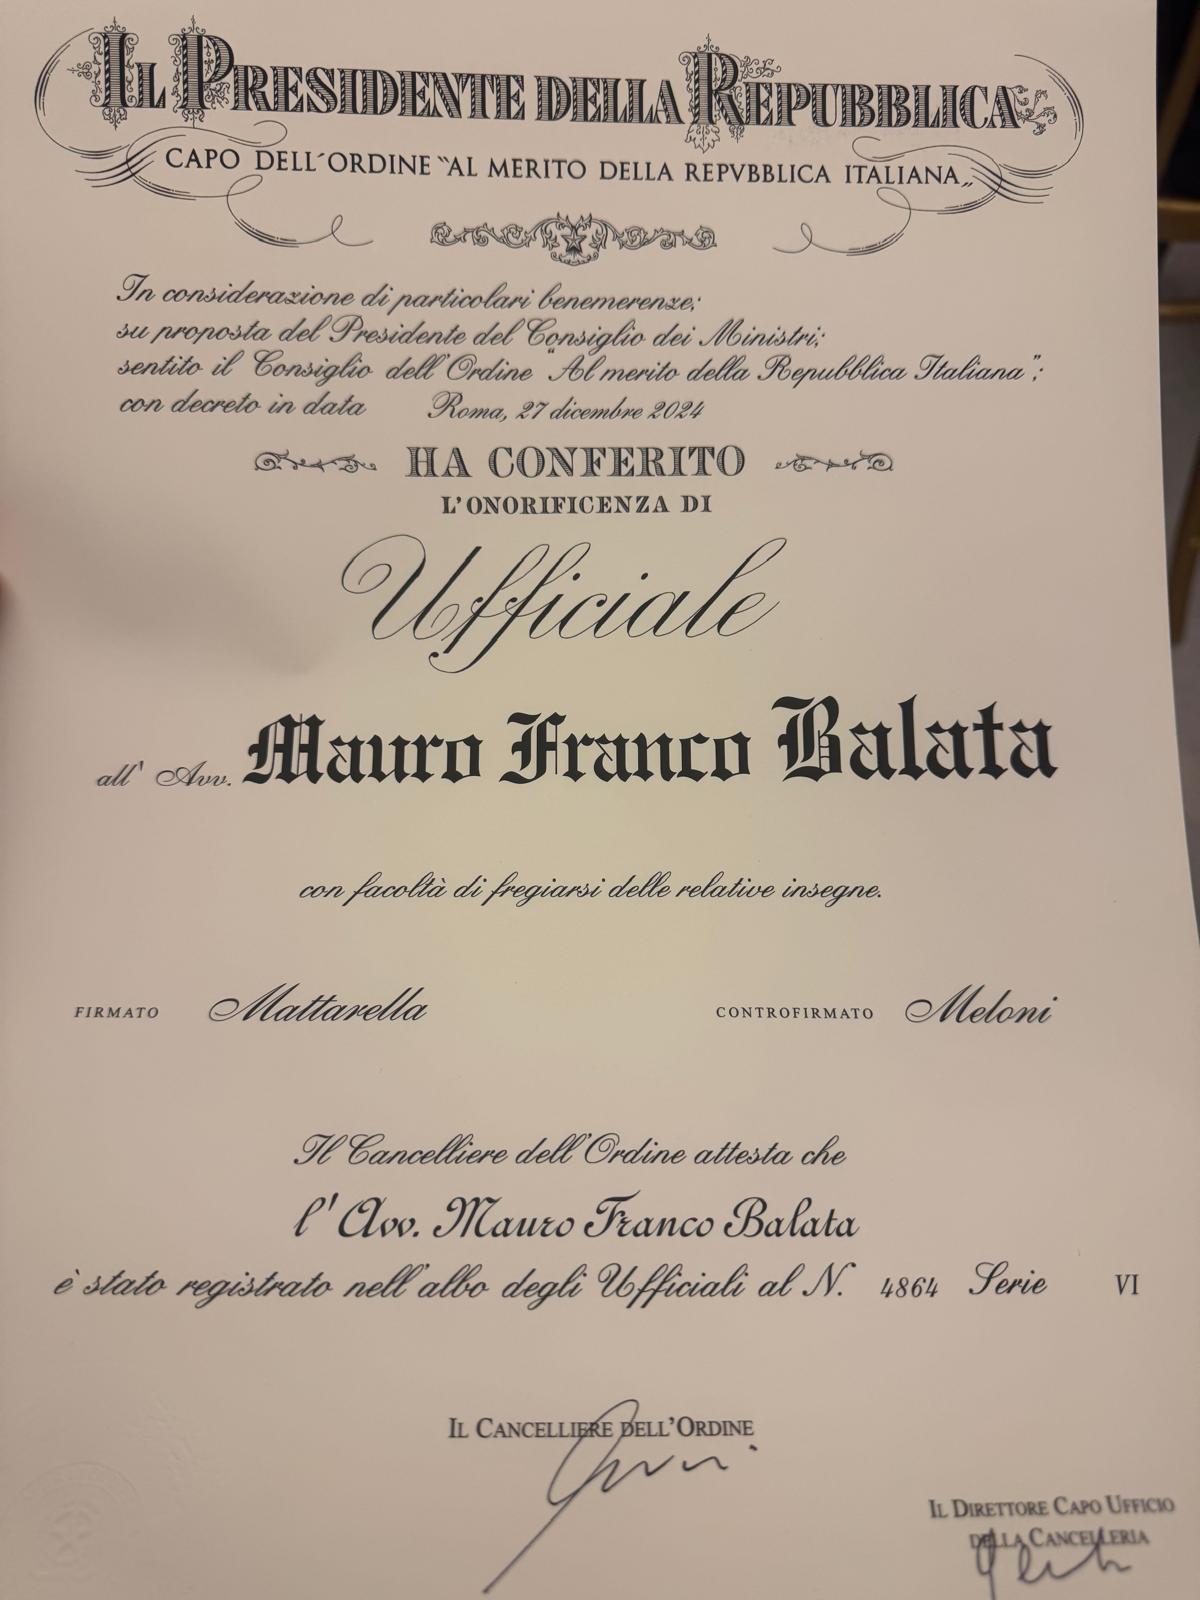 IL PRESIDENTE DELLA REPUBBLICA
CAPO DELL´ORDINE "AL MERITO DELLA REPVBBLICA ITALIANA„
In considerazione di particolari benemerenze;
su proposta del Presidente del Consiglio dei Ministri;
sentito il Consiglio dell'Ordine "Al merito della Repubblica Italiana";
con decreto in data Roma, 27 dicembre 2024
HA CONFERITO
L'ONORIFICENZA DI
Ufficiale
all' Avv. Mauro Franco Balata
con facoltà di fregiarsi delle relative insegne.
FIRMATO Mattarella CONTROFIRMATO Meloni
Il Cancelliere dell'Ordine attesta che
l' Avv. Mauro Franco Balata
è stato registrato nell'albo degli Ufficiali al N. 4864 Serie VI
IL CANCELLIERE DELL'ORDINE
IL DIRETTORE CAPO UFFICIO
DELLA CANCELLERIA